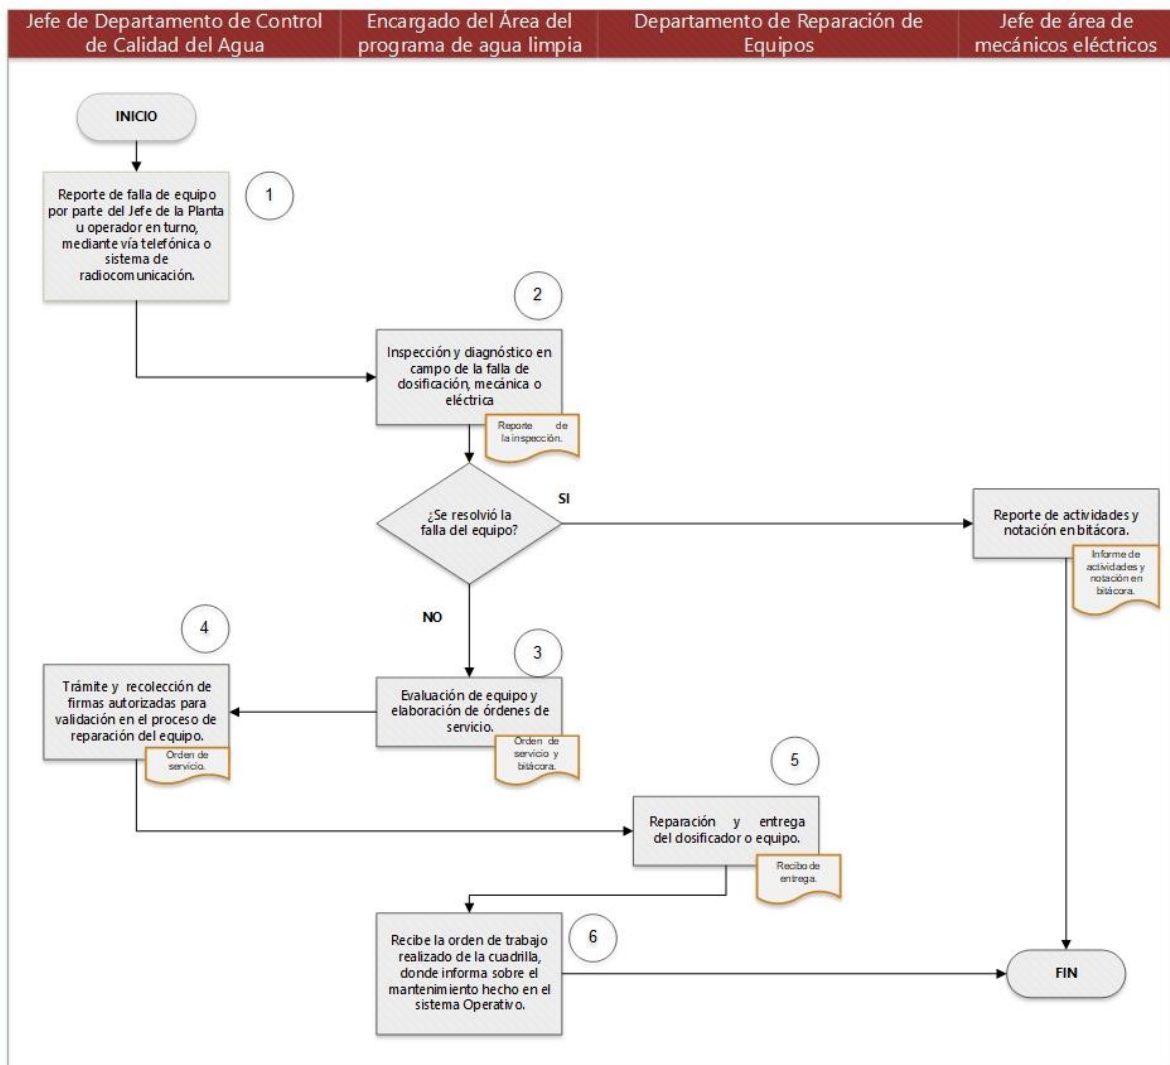 Jefe de Departamento de Control
de Calidad del Agua
Encargado del Área del
programa de agua limpia
Departamento de Reparación de
Equipos
Jefe de área de
mecánicos eléctricos
INICIO
1
Reporte de falla de equipo
por parte del Jefe de la Planta
u operador en turno,
mediante vía telefónica o
sistema de
radiocomunicación.
2
Inspección y diagnóstico en
campo de la falla de
dosificación, mecánica o
eléctrica
Reporte de
la inspección.
¿Se resolvió la
falla del equipo?
SI
Reporte de actividades y
notación en bitácora.
Informe de
actividades y
notación en
bitácora.
NO
3
Evaluación de equipo y
elaboración de órdenes de
servicio.
Orden de
servicio y
bitácora.
4
Trámite y recolección de
firmas autorizadas para
validación en el proceso de
reparación del equipo.
Orden de
servicio.
5
Reparación y entrega
del dosificador o equipo.
Recibo de
entrega.
6
Recibe la orden de trabajo
realizado de la cuadrilla,
donde informa sobre el
mantenimiento hecho en el
sistema Operativo.
FIN